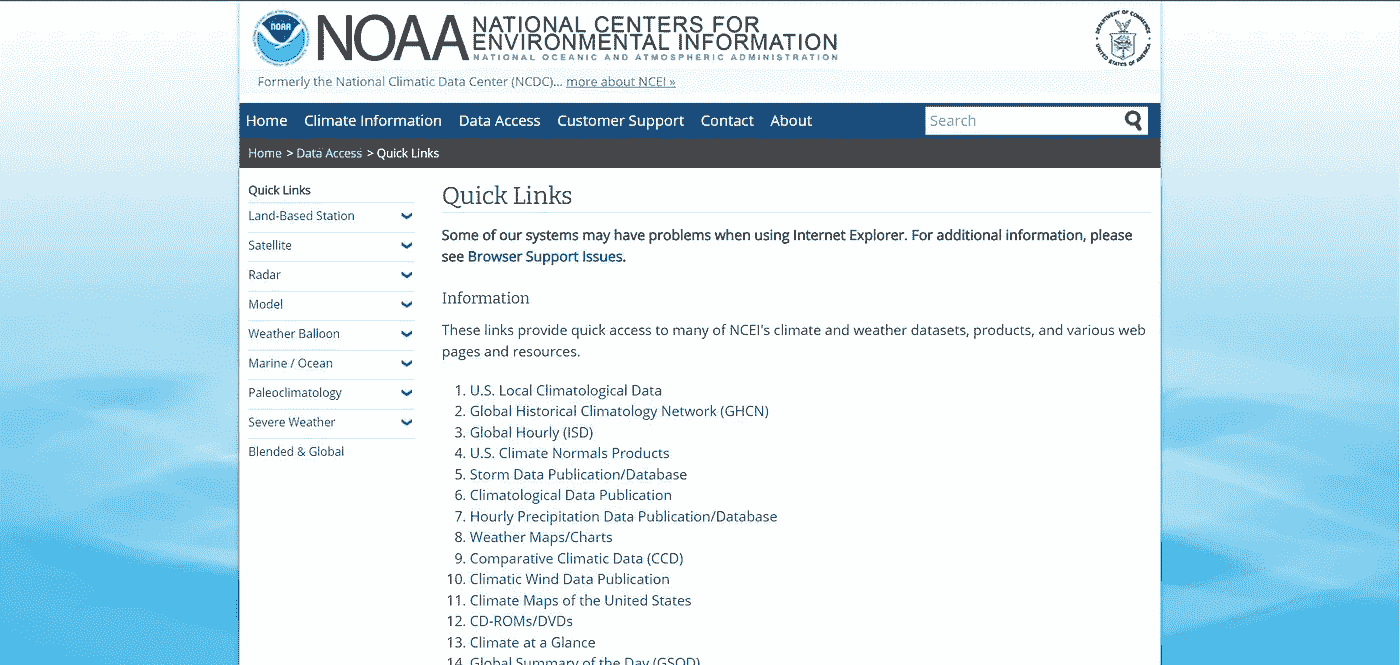 NOAA
NOAA NATIONAL CENTERS FOR
ENVIRONMENTAL INFORMATION
NATIONAL OCEANIC AND ATMOSPHERIC ADMINISTRATION
DEPARTMENT OF COMMERCE
UNITED STATES OF AMERICA
Formerly the National Climatic Data Center (NCDC)... more about NCEI »
Home Climate Information Data Access Customer Support Contact About Search
Home > Data Access > Quick Links
Quick Links
Land-Based Station
Satellite
Radar
Model
Weather Balloon
Marine / Ocean
Paleoclimatology
Severe Weather
Blended & Global
Quick Links
Some of our systems may have problems when using Internet Explorer. For additional information, please
see Browser Support Issues.
Information
These links provide quick access to many of NCEI's climate and weather datasets, products, and various web
pages and resources.
1. U.S. Local Climatological Data
2. Global Historical Climatology Network (GHCN)
3. Global Hourly (ISD)
4. U.S. Climate Normals Products
5. Storm Data Publication/Database
6. Climatological Data Publication
7. Hourly Precipitation Data Publication/Database
8. Weather Maps/Charts
9. Comparative Climatic Data (CCD)
10. Climatic Wind Data Publication
11. Climate Maps of the United States
12. CD-ROMs/DVDs
13. Climate at a Glance
14. Global Summary of the Day (GSOD)